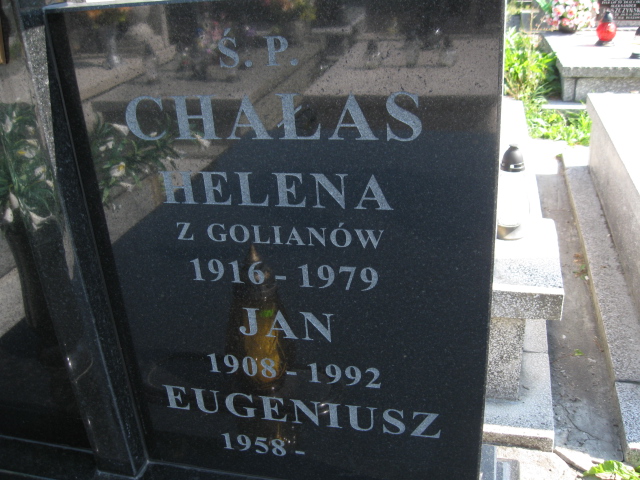 Ś. P.
CHAŁAS
HELENA
Z GOLIANÓW
1916 - 1979
JAN
1908 - 1992
EUGENIUSZ
1958 -